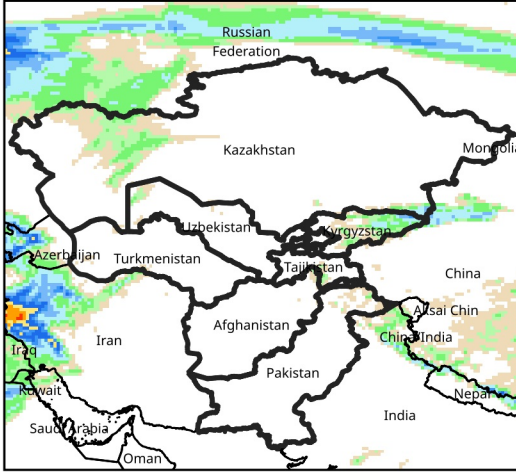 Russian
Federation
Kazakhstan
Mongolia
Uzbekistan
Kyrgyzstan
Azerbaijan
Turkmenistan
Tajikistan
China
Aksai Chin
Afghanistan
China/India
Iran
Iraq
Pakistan
Kuwait
Nepal
India
Saudi Arabia
Oman